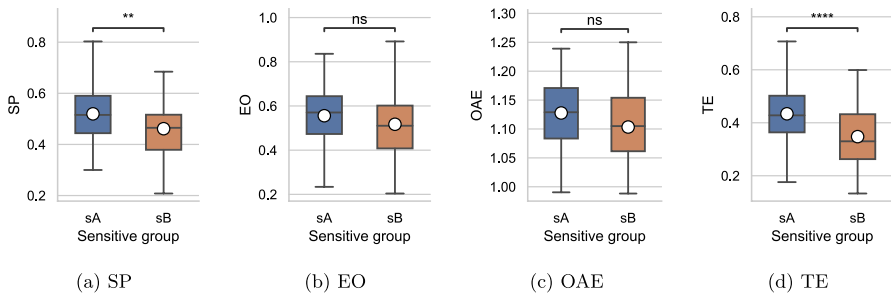 **
0.8
0.6
0.4
0.2
SP
sA
sB
Sensitive group
(a) SP
ns
1.0
0.8
0.6
0.4
0.2
EO
sA
sB
Sensitive group
(b) EO
ns
1.30
1.25
1.20
1.15
1.10
1.05
1.00
OAE
sA
sB
Sensitive group
(c) OAE
****
0.8
0.6
0.4
0.2
TE
sA
sB
Sensitive group
(d) TE